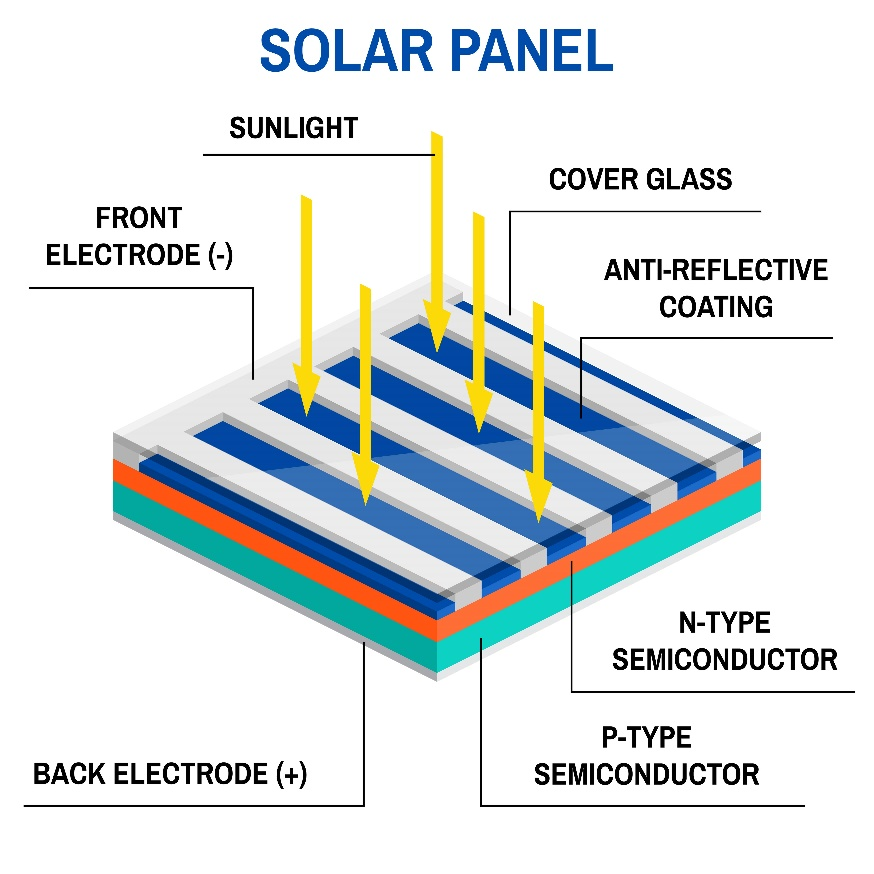 SOLAR PANEL
SUNLIGHT
COVER GLASS
FRONT
ELECTRODE (-)
ANTI-REFLECTIVE
COATING
N-TYPE
SEMICONDUCTOR
P-TYPE
SEMICONDUCTOR
BACK ELECTRODE (+)